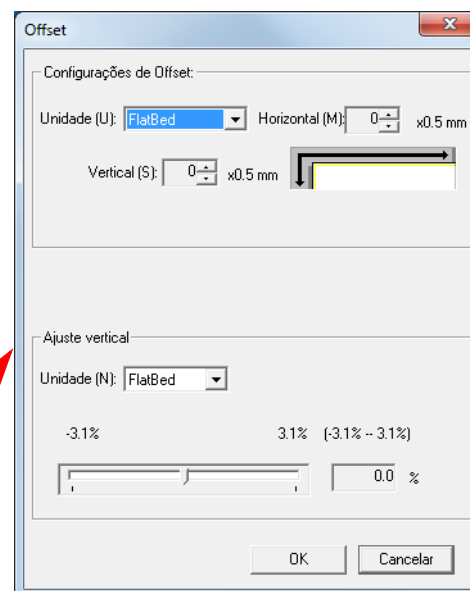 Offset
Configurações de Offset:
Unidade (U): FlatBed Horizontal (M): 0 x0.5 mm
Vertical (S): 0 x0.5 mm
Ajuste vertical
Unidade (N): FlatBed
-3.1% 3.1% (-3.1% -- 3.1%)
0.0 %
OK Cancelar